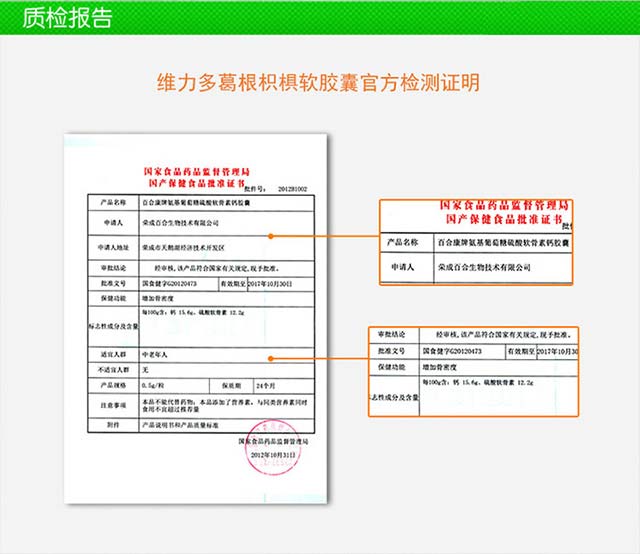 质检报告
维力多葛根枳椇软胶囊官方检测证明
国家食品药品监督管理局
国产保健食品批准证书
批件号: 2012B1002
产品名称 百合康牌氨基葡萄糖硫酸软骨素钙胶囊
申请人 荣成百合生物技术有限公司
申请人地址 荣成市天鹅湖经济技术开发区
审批结论 经审核,该产品符合国家有关规定,现予批准。
批准文号 国食健字G20120473 有效期至 2017年10月30日
保健功能 增加骨密度
标志性成分及含量 每100g含: 钙 15.6g、硫酸软骨素 12.2g
适宜人群 中老年人
不适宜人群 无
产品规格 0.5g/粒 保质期 24个月
注意事项 本品不能代替药物; 本品添加了营养素, 与同类营养素同时
食用不宜超过推荐量
附件 产品说明书和产品质量标准
国家食品药品监督管理局
2012年10月31日
国家食品药品监督管理局
国产保健食品批准证书
批件
产品名称 百合康牌氨基葡萄糖硫酸软骨素钙胶囊
申请人 荣成百合生物技术有限公司
审批结论 经审核,该产品符合国家有关规定,现予批准。
批准文号 国食健字G20120473 有效期至 2017年10月30
保健功能 增加骨密度
每100g含: 钙 15.6g、硫酸软骨素 12.2g
志性成分及含量